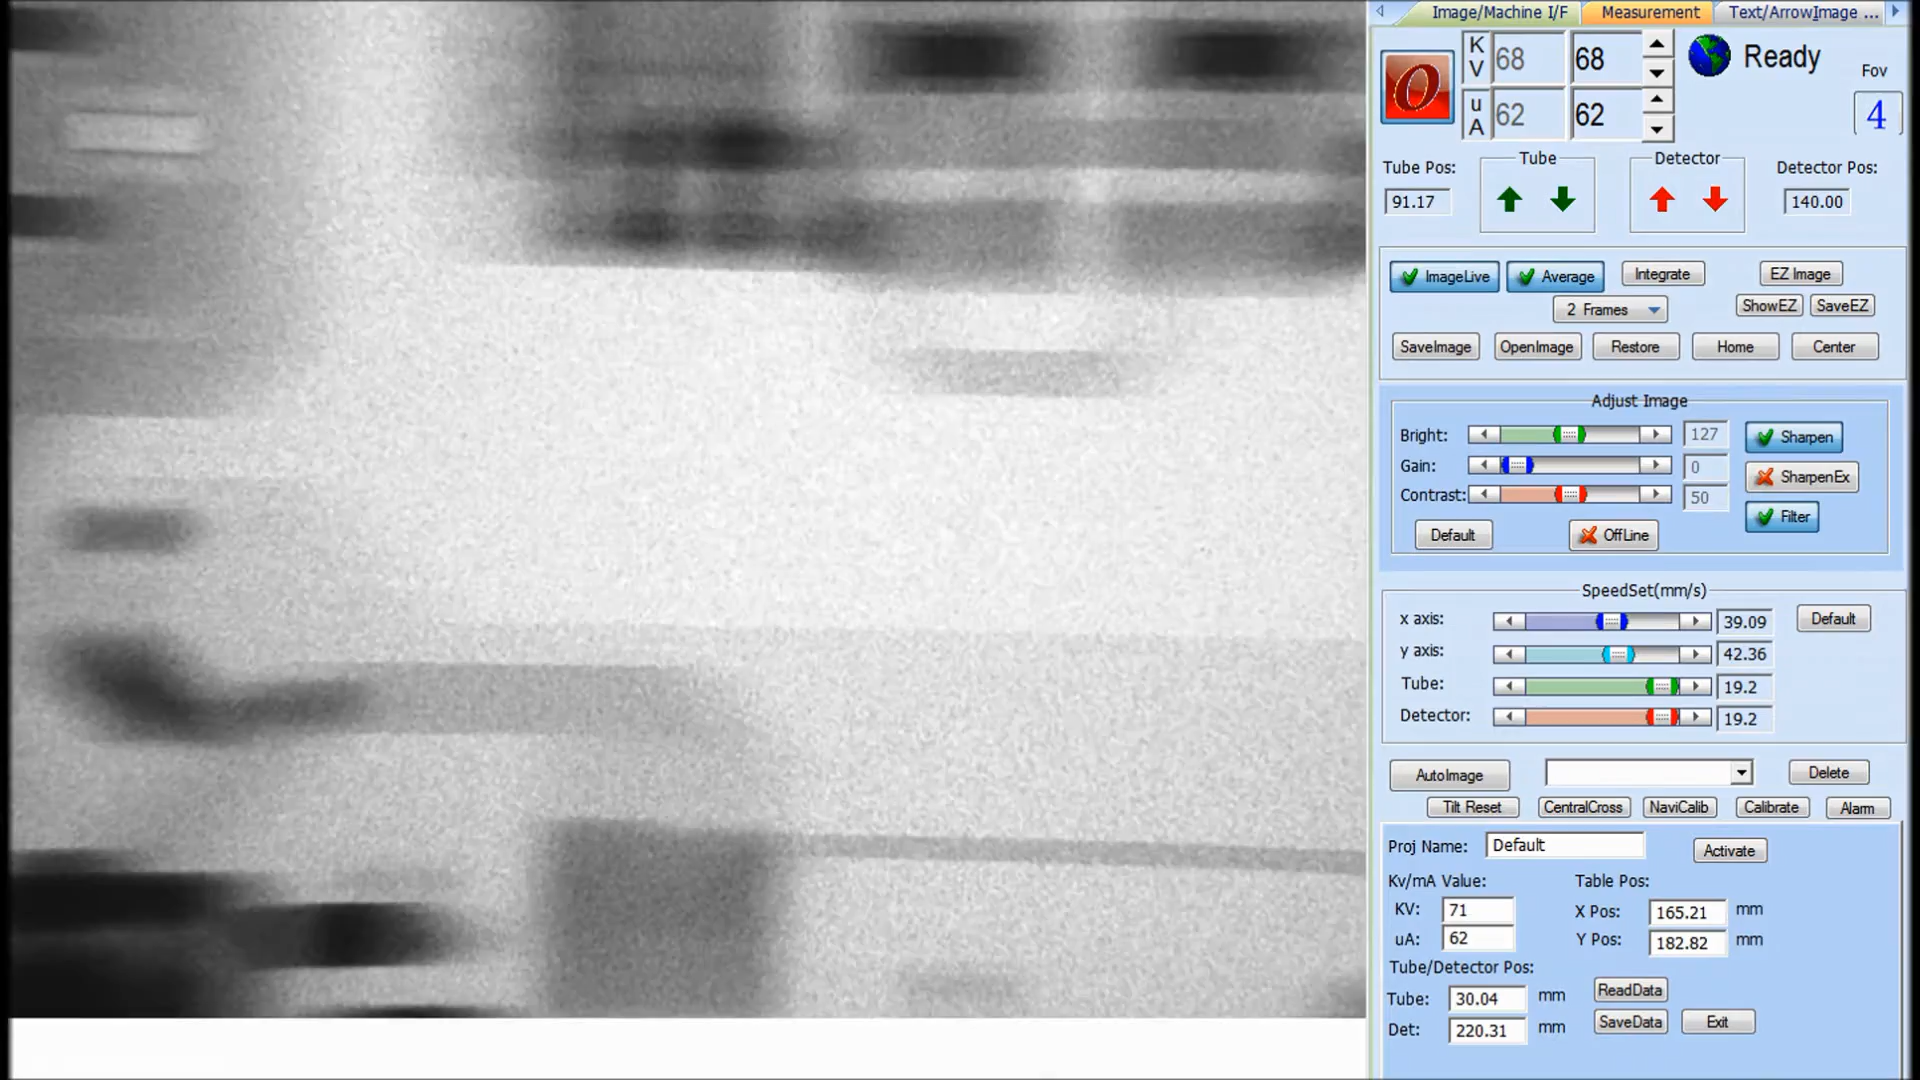 Image/Machine I/F Measurement Text/ArrowImage ...
KV 68 68 Ready Fov
uA 62 62 4
Tube Pos: Tube Detector Detector Pos:
91.17 140.00
ImageLive Average Integrate EZ Image
2 Frames ShowEZ SaveEZ
SaveImage OpenImage Restore Home Center
Adjust Image
Bright: 127 Sharpen
Gain: 0 SharpenEx
Contrast: 50 Filter
Default OffLine
SpeedSet(mm/s)
x axis: 39.09 Default
y axis: 42.36
Tube: 19.2
Detector: 19.2
AutoImage Delete
Tilt Reset CentralCross NaviCalib Calibrate Alarm
Proj Name: Default Activate
Kv/mA Value: Table Pos:
KV: 71 X Pos: 165.21 mm
uA: 62 Y Pos: 182.82 mm
Tube/Detector Pos:
Tube: 30.04 mm ReadData
Det: 220.31 mm SaveData Exit